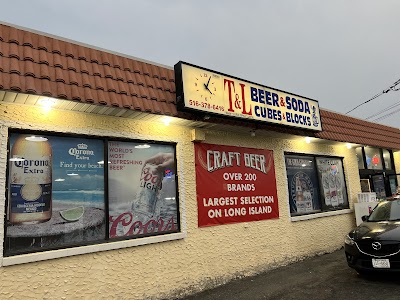 T&L BEER & SODA
CUBES & BLOCKS
516-378-6416
Corona
Extra
Corona
Extra
Find your beach.
WORLD'S
MOST
REFRESHING
BEER
Coors
CRAFT BEER
OVER 200
BRANDS
LARGEST SELECTION
ON LONG ISLAND